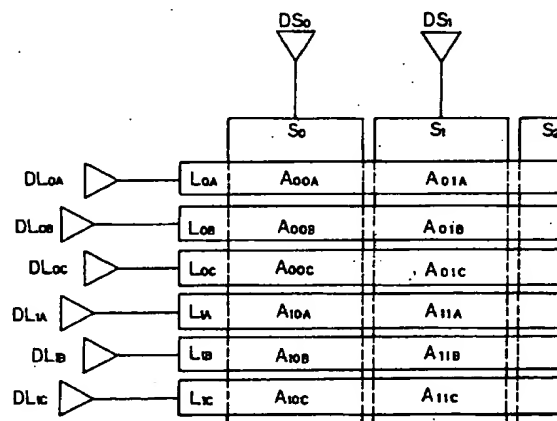 DS₀ DS₁
S₀ S₁ S₂
DL₀A L₀A A₀₀A A₀₁A
DL₀B L₀B A₀₀B A₀₁B
DL₀C L₀C A₀₀C A₀₁C
DL₁A L₁A A₁₀A A₁₁A
DL₁B L₁B A₁₀B A₁₁B
DL₁C L₁C A₁₀C A₁₁C